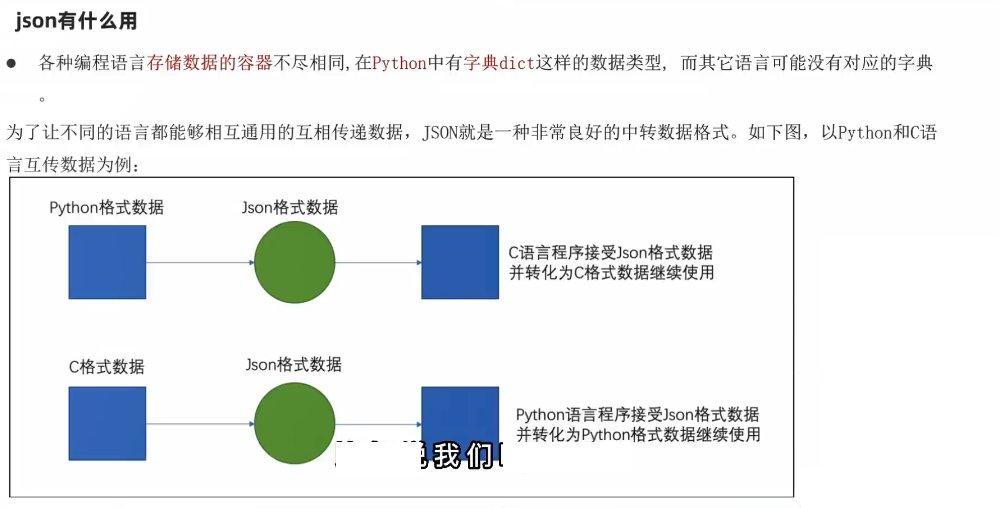 json有什么用
● 各种编程语言存储数据的容器不尽相同,在Python中有字典dict这样的数据类型, 而其它语言可能没有对应的字典
。
为了让不同的语言都能够相互通用的互相传递数据，JSON就是一种非常良好的中转数据格式。如下图，以Python和C语
言互传数据为例：
Python格式数据
Json格式数据
C语言程序接受Json格式数据
并转化为C格式数据继续使用
C格式数据
Json格式数据
Python语言程序接受Json格式数据
并转化为Python格式数据继续使用
说我们